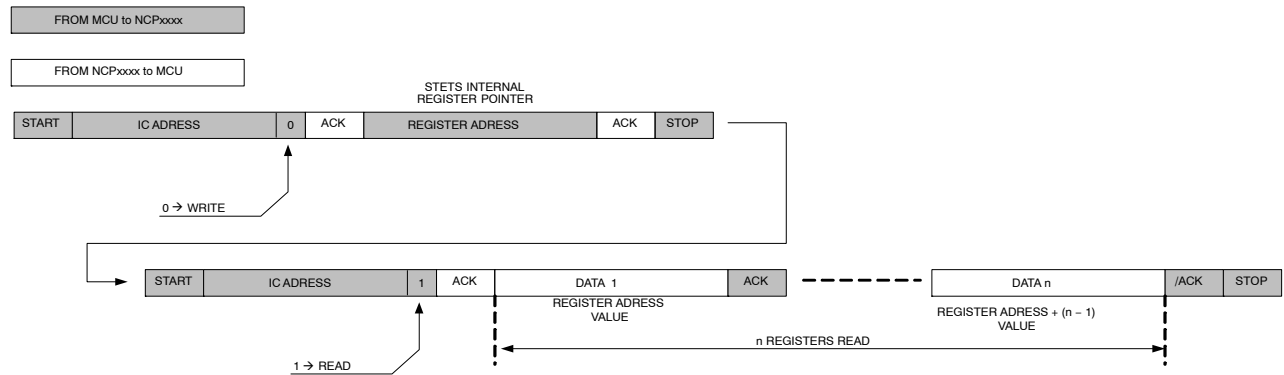 FROM MCU to NCPxxxx
FROM NCPxxxx to MCU
STETS INTERNAL
REGISTER POINTER
START IC ADRESS 0 ACK REGISTER ADRESS ACK STOP
0 → WRITE
START IC ADRESS 1 ACK DATA 1 ACK DATA n /ACK STOP
REGISTER ADRESS
VALUE
REGISTER ADRESS + (n − 1)
VALUE
n REGISTERS READ
1 → READ